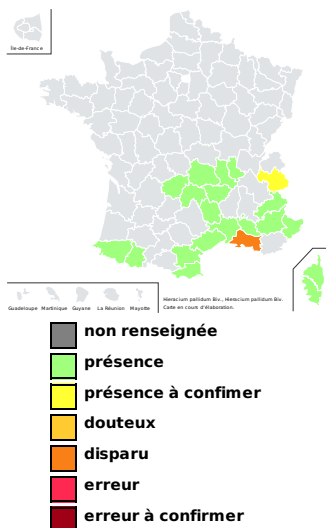 Île-de-France
Guadeloupe Martinique Guyane La Réunion Mayotte
Hieracium pallidum Biv., Hieracium pallidum Biv.
Carte en cours d'élaboration.
non renseignée
présence
présence à confimer
douteux
disparu
erreur
erreur à confirmer